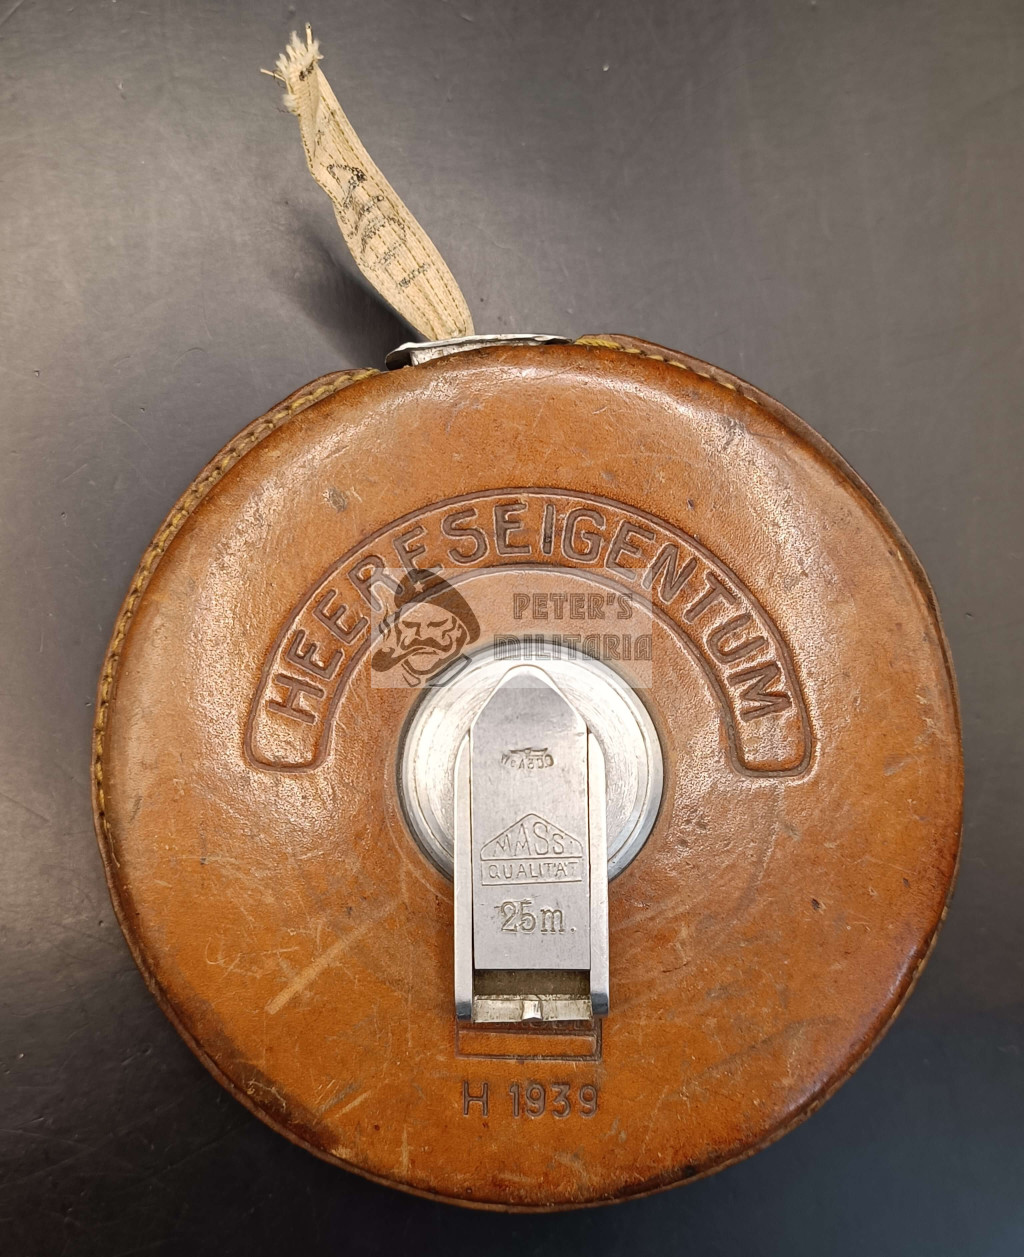 HEERESEIGENTUM
PETER'S
MILITARIA
MASS
QUALITÄT
25m.
H 1939